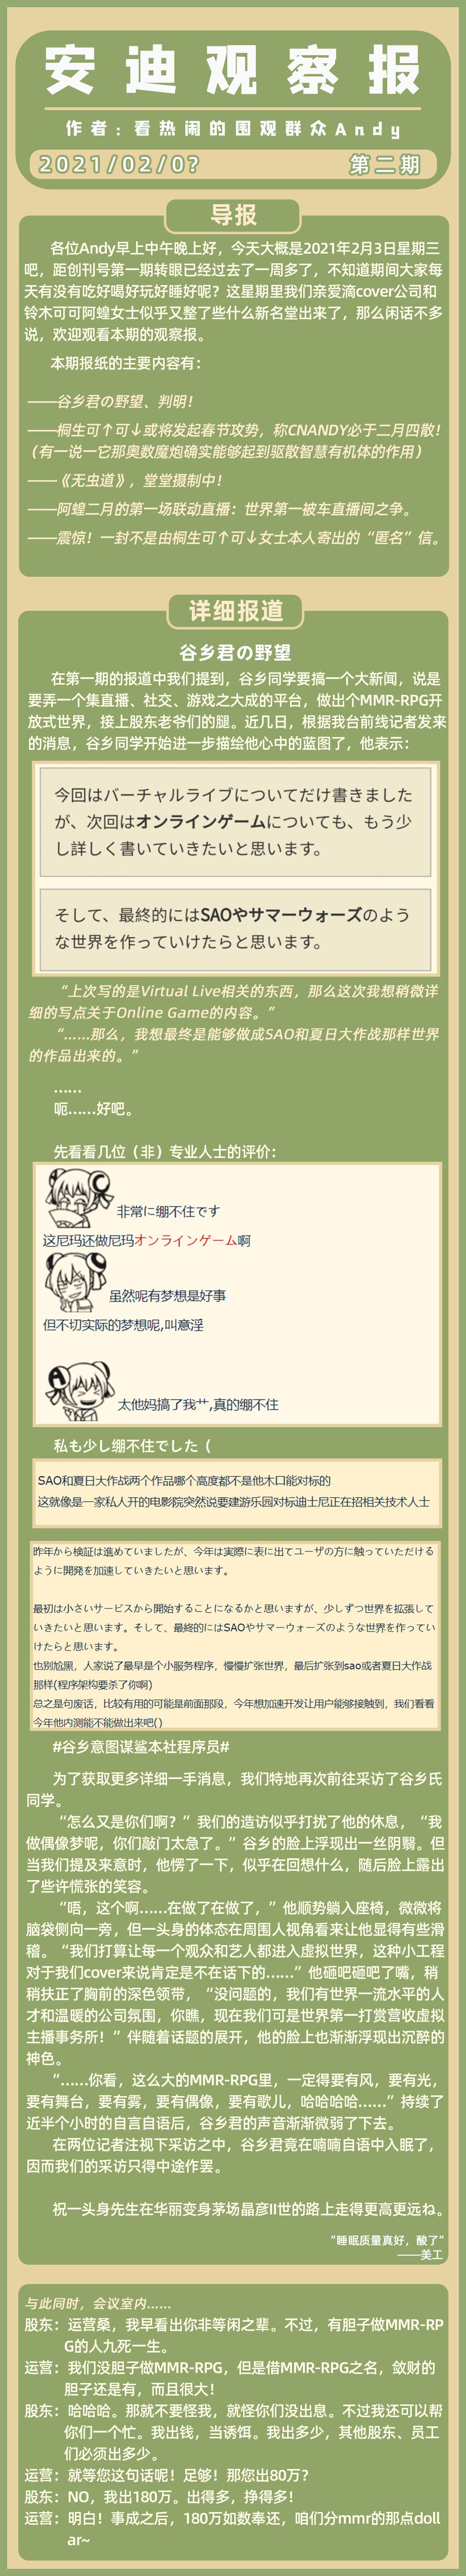 安迪观察报
作者:看热闹的围观群众Andy
2021/02/0? 第二期
导报
各位Andy早上中午晚上好，今天大概是2021年2月3日星期三
吧，距创刊号第一期转眼已经过去了一周多了，不知道期间大家每
天有没有吃好喝好玩好睡好呢？这星期里我们亲爱滴cover公司和
铃木可可阿蝗女士似乎又整了些什么新名堂出来了，那么闲话不多
说，欢迎观看本期的观察报。
本期报纸的主要内容有：
——谷乡君の野望、判明！
——桐生可↑可↓或将发起春节攻势，称CNANDY必于二月四散！
（有一说一它那奥数魔炮确实能够起到驱散智慧有机体的作用）
——《无虫道》，堂堂摄制中！
——阿蝗二月的第一场联动直播：世界第一被车直播间之争。
——震惊！一封不是由桐生可↑可↓女士本人寄出的“匿名”信。
详细报道
谷乡君の野望
在第一期的报道中我们提到，谷乡同学要搞一个大新闻，说是
要弄一个集直播、社交、游戏之大成的平台，做出个MMR-RPG开
放式世界，接上股东老爷们的腿。近几日，根据我台前线记者发来
的消息，谷乡同学开始进一步描绘他心中的蓝图了，他表示：
今回はバーチャルライブについてだけ書きました
が、次回はオンラインゲームについても、もう少
し詳しく書いていきたいと思います。
そして、最終的にはSAOやサマーウォーズのよう
な世界を作っていけたらと思います。
“上次写的是Virtual Live相关的东西，那么这次我想稍微详
细的写点关于Online Game的内容。”
“……那么，我想最终是能够做成SAO和夏日大作战那样世界
的作品出来的。”
……
呃……好吧。
先看看几位（非）专业人士的评价：
非常に绷不住です
这尼玛还做尼玛オンラインゲーム啊
虽然呢有梦想是好事
但不切实际的梦想呢,叫意淫
太他妈搞了我艹,真的绷不住
私も少し绷不住でした（
SAO和夏日大作战两个作品哪个高度都不是他木口能对标的
这就像是一家私人开的电影院突然说要建游乐园对标迪士尼正在招相关技术人士
昨年から検証は進めていましたが、今年は実際に表に出てユーザの方に触っていただける
ように開発を加速していきたいと思います。
最初は小さいサービスから開始することになるかと思いますが、少しずつ世界を拡張して
いきたいと思います。そして、最終的にはSAOやサマーウォーズのような世界を作ってい
けたらと思います。
也别尬黑，人家说了最早是个小服务程序，慢慢扩张世界，最后扩张到sao或者夏日大作战
那样(程序架构要杀了你啊)
总之是句废话，比较有用的可能是前面那段，今年想加速开发让用户能够接触到，我们看看
今年他内测能不能做出来吧()
#谷乡意图谋鲨本社程序员#
为了获取更多详细一手消息，我们特地再次前往采访了谷乡氏
同学。
“怎么又是你们啊？”我们的造访似乎打扰了他的休息，“我
做偶像梦呢，你们敲门太急了。”谷乡的脸上浮现出一丝阴翳。但
当我们提及来意时，他愣了一下，似乎在回想什么，随后脸上露出
了些许慌张的笑容。
“唔，这个啊……在做了在做了，”他顺势躺入座椅，微微将
脑袋侧向一旁，但一头身的体态在周围人视角看来让他显得有些滑
稽。“我们打算让每一个观众和艺人都进入虚拟世界，这种小工程
对于我们cover来说肯定是不在话下的……”他砸吧砸吧了嘴，稍
稍扶正了胸前的深色领带，“没问题的，我们有世界一流水平的人
才和温暖的公司氛围，你瞧，现在我们可是世界第一打赏营收虚拟
主播事务所！”伴随着话题的展开，他的脸上也渐渐浮现出沉醉的
神色。
“……你看，这么大的MMR-RPG里，一定得要有风，要有光，
要有舞台，要有雾，要有偶像，要有歌儿，哈哈哈哈……”持续了
近半个小时的自言自语后，谷乡君的声音渐渐微弱了下去。
在两位记者注视下采访之中，谷乡君竟在喃喃自语中入眠了，
因而我们的采访只得中途作罢。
祝一头身先生在华丽变身茅场晶彦II世的路上走得更高更远ね。
“睡眠质量真好，酸了”
——美工
与此同时，会议室内……
股东：运营桑，我早看出你非等闲之辈。不过，有胆子做MMR-RP
G的人九死一生。
运营：我们没胆子做MMR-RPG，但是借MMR-RPG之名，敛财的
胆子还是有，而且很大！
股东：哈哈哈。那就不要怪我，就怪你们没出息。不过我还可以帮
你们一个忙。我出钱，当诱饵。我出多少，其他股东、员工
们必须出多少。
运营：就等您这句话呢！足够！那您出80万？
股东：NO，我出180万。出得多，挣得多！
运营：明白！事成之后，180万如数奉还，咱们分mmr的那点doll
ar~